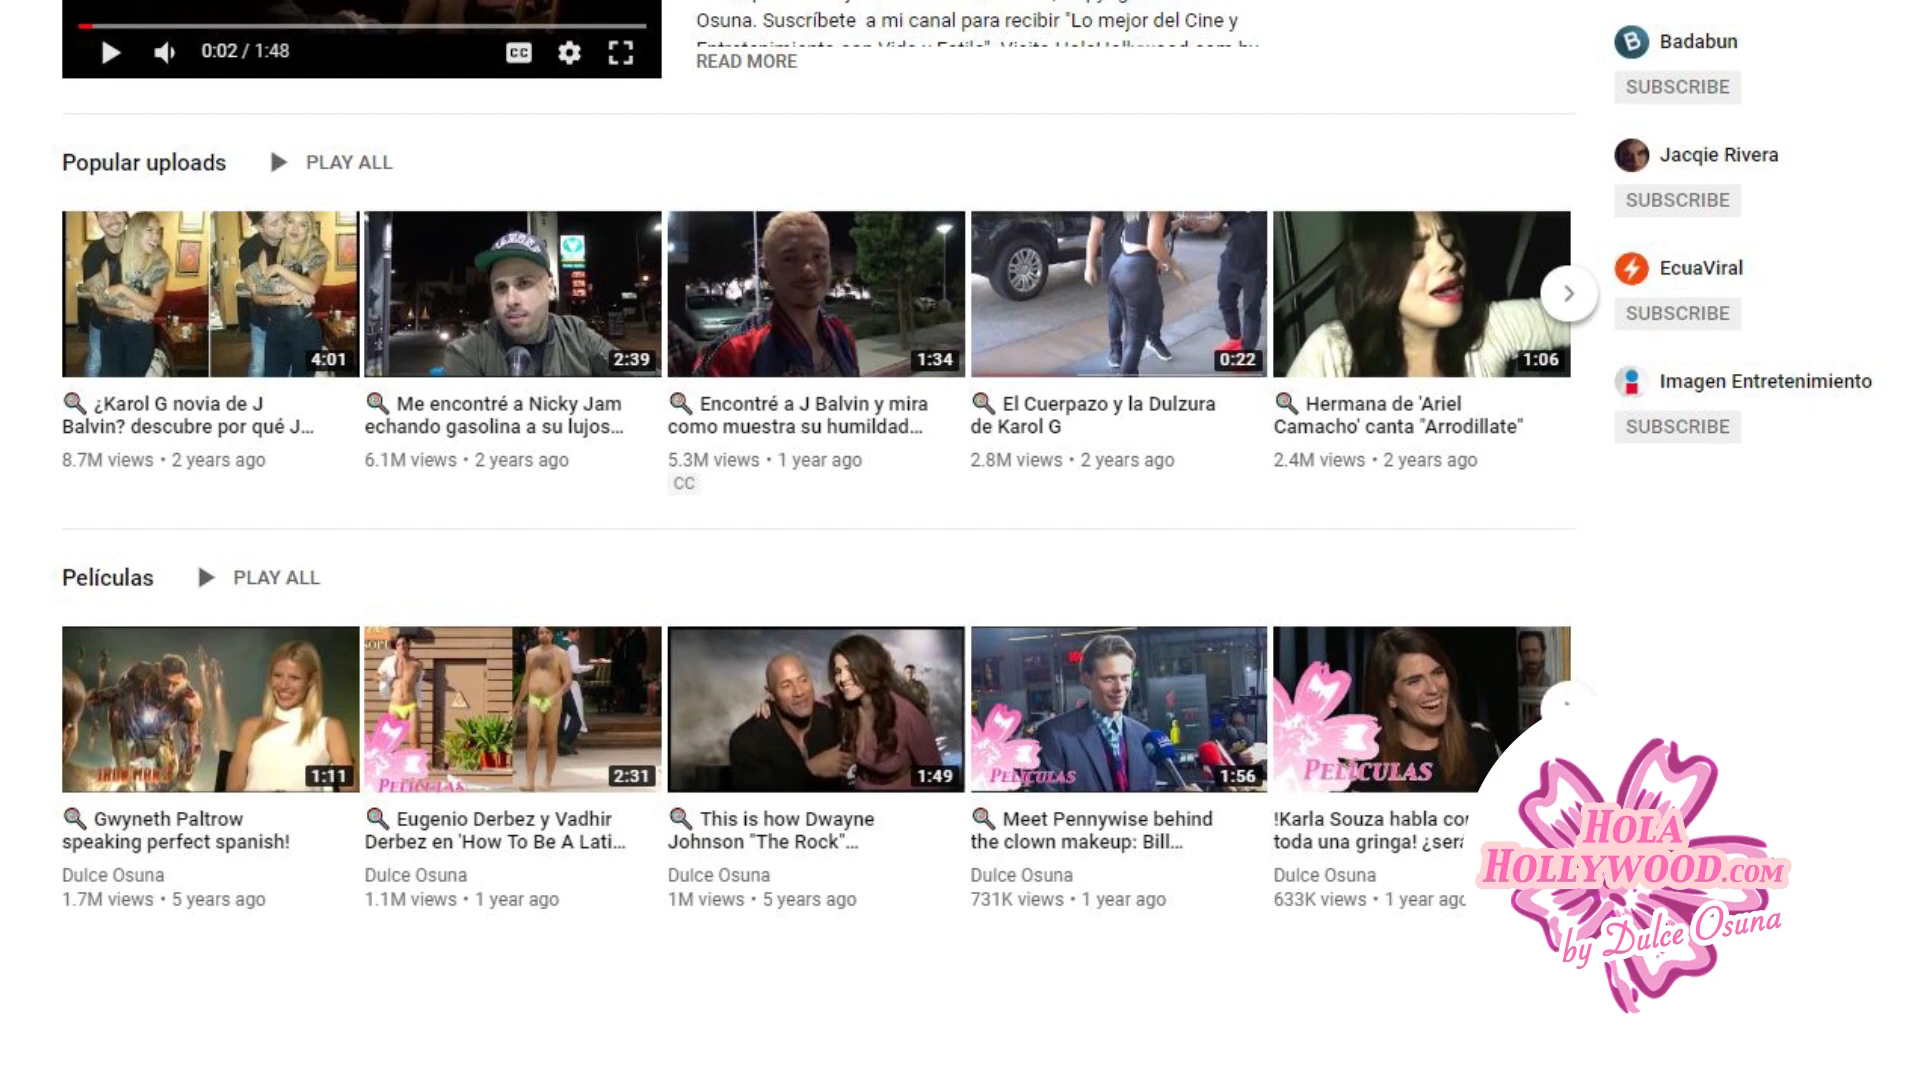 0:02 / 1:48
CC
Osuna. Suscríbete a mi canal para recibir "Lo mejor del Cine y
READ MORE
Badabun
SUBSCRIBE
Jacqie Rivera
SUBSCRIBE
EcuaViral
SUBSCRIBE
Imagen Entretenimiento
SUBSCRIBE
Popular uploads
PLAY ALL
4:01
2:39
1:34
0:22
1:06
¿Karol G novia de J
Balvin? descubre por qué J...
8.7M views • 2 years ago
Me encontré a Nicky Jam
echando gasolina a su lujos...
6.1M views • 2 years ago
Encontré a J Balvin y mira
como muestra su humildad...
5.3M views • 1 year ago
CC
El Cuerpazo y la Dulzura
de Karol G
2.8M views • 2 years ago
Hermana de 'Ariel
Camacho' canta "Arrodillate"
2.4M views • 2 years ago
Películas
PLAY ALL
IRON MAN 3
1:11
PELÍCULAS
2:31
1:49
PELÍCULAS
1:56
PELÍCULAS
Gwyneth Paltrow
speaking perfect spanish!
Dulce Osuna
1.7M views • 5 years ago
Eugenio Derbez y Vadhir
Derbez en 'How To Be A Lati...
Dulce Osuna
1.1M views • 1 year ago
This is how Dwayne
Johnson "The Rock"...
Dulce Osuna
1M views • 5 years ago
Meet Pennywise behind
the clown makeup: Bill...
Dulce Osuna
731K views • 1 year ago
!Karla Souza habla co
toda una gringa! ¿ser
Dulce Osuna
633K views • 1 year ago
HOLA
HOLLYWOOD.COM
by Dulce Osuna